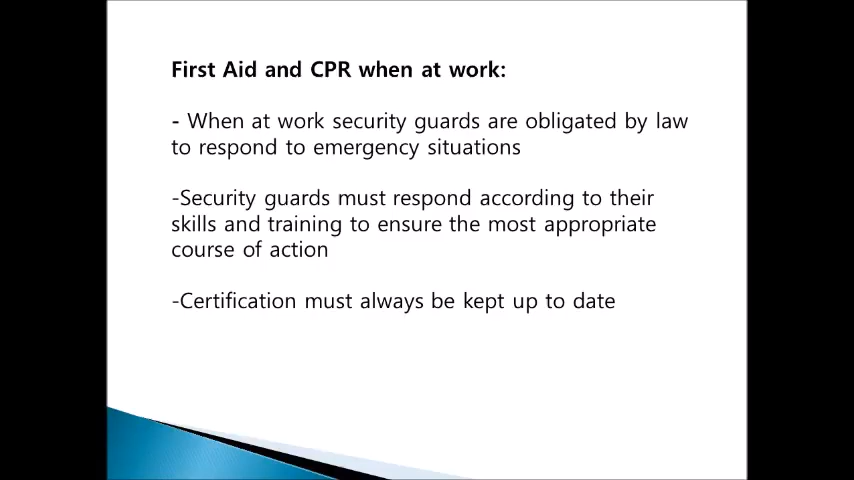 First Aid and CPR when at work:
- When at work security guards are obligated by law
to respond to emergency situations
-Security guards must respond according to their
skills and training to ensure the most appropriate
course of action
-Certification must always be kept up to date